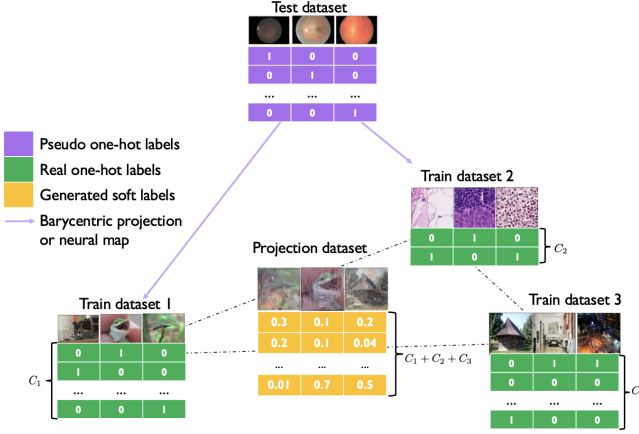 Test dataset
1 0 0
0 1 0
... ...
0 0 1
Pseudo one-hot labels
Real one-hot labels
Generated soft labels
Barycentric projection
or neural map
Train dataset 2
0 1 0
1 0 1
C₂
Projection dataset
0.3 0.1 0.2
0.2 0.1 0.04
... ...
0.01 0.7 0.5
C₁ + C₂ + C₃
Train dataset 1
0 1 0
1 0 0
... ...
0 0 1
C₁
Train dataset 3
0 1 1
0 0 0
... ...
1 0 0
C